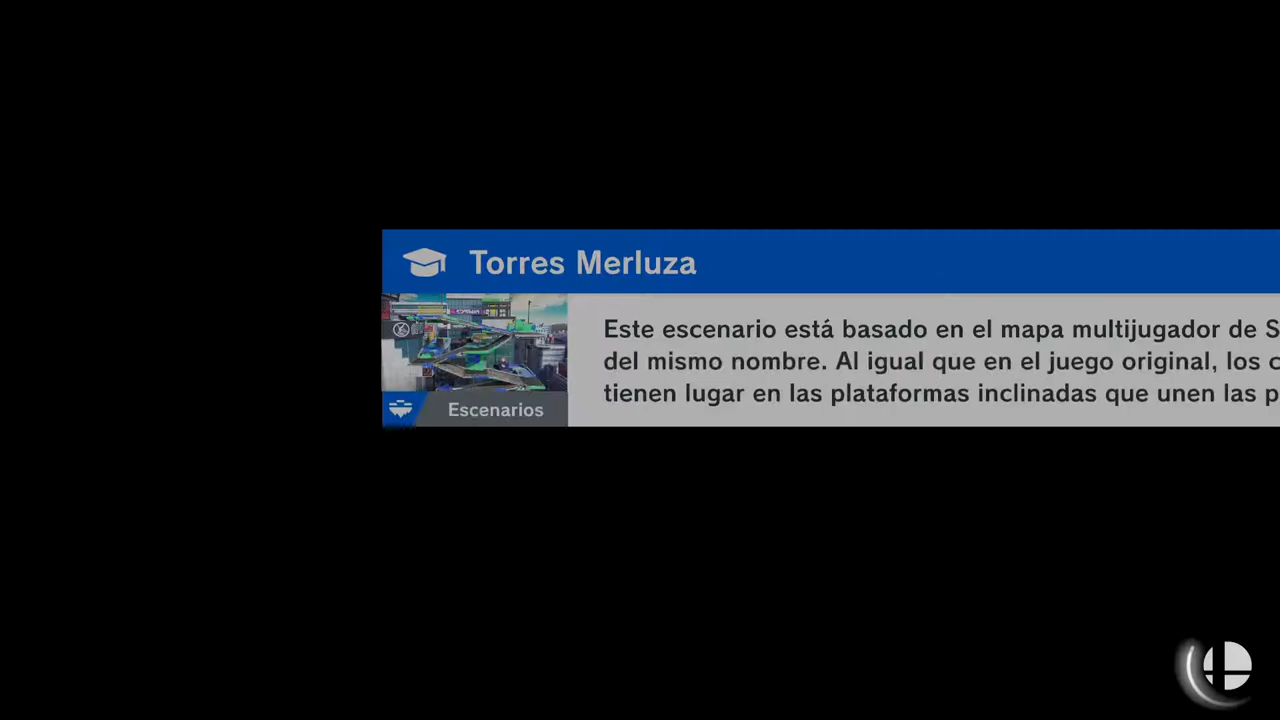 Torres Merluza
Este escenario está basado en el mapa multijugador de S
del mismo nombre. Al igual que en el juego original, los c
tienen lugar en las plataformas inclinadas que unen las p
Escenarios